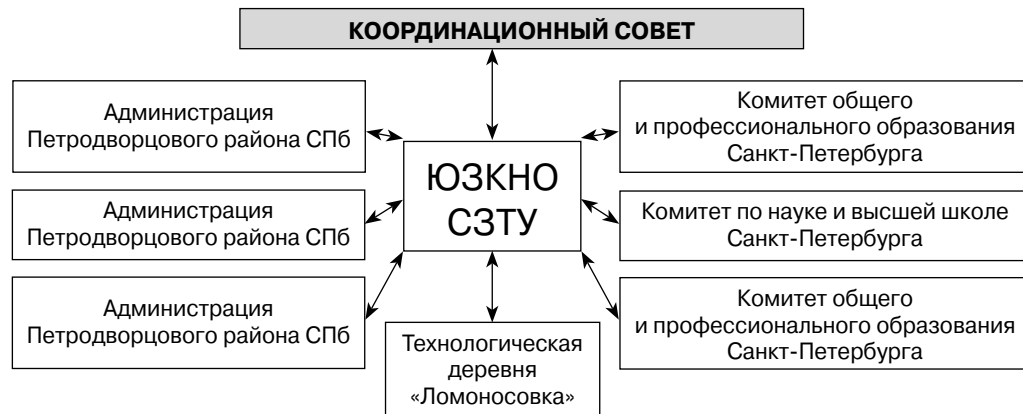 КООРДИНАЦИОННЫЙ СОВЕТ
Администрация
Петродворцового района СПб
Администрация
Петродворцового района СПб
Администрация
Петродворцового района СПб
ЮЗКНО
СЗТУ
Технологическая
деревня
«Ломоносовка»
Комитет общего
и профессионального образования
Санкт-Петербурга
Комитет по науке и высшей школе
Санкт-Петербурга
Комитет общего
и профессионального образования
Санкт-Петербурга